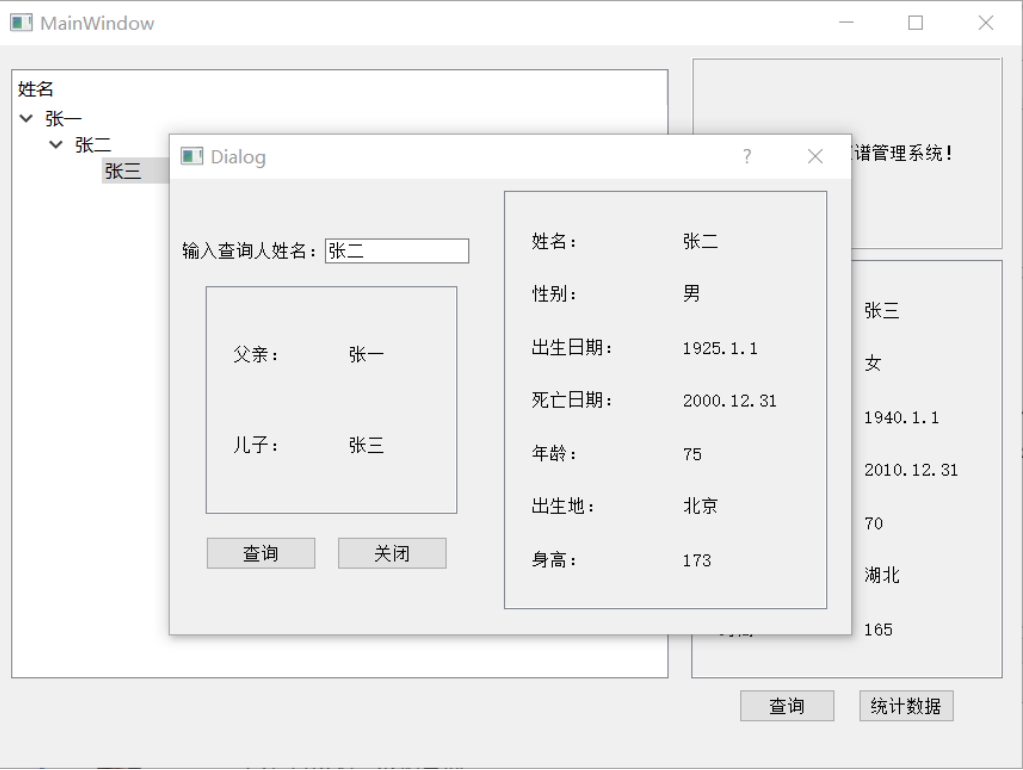 MainWindow
姓名
张一
张二
张三
谱管理系统！
Dialog
?
输入查询人姓名： 张二
父亲： 张一
儿子： 张三
查询 关闭
姓名： 张二
性别： 男
出生日期： 1925.1.1
死亡日期： 2000.12.31
年龄： 75
出生地： 北京
身高： 173
张三
女
1940.1.1
2010.12.31
70
湖北
165
查询 统计数据